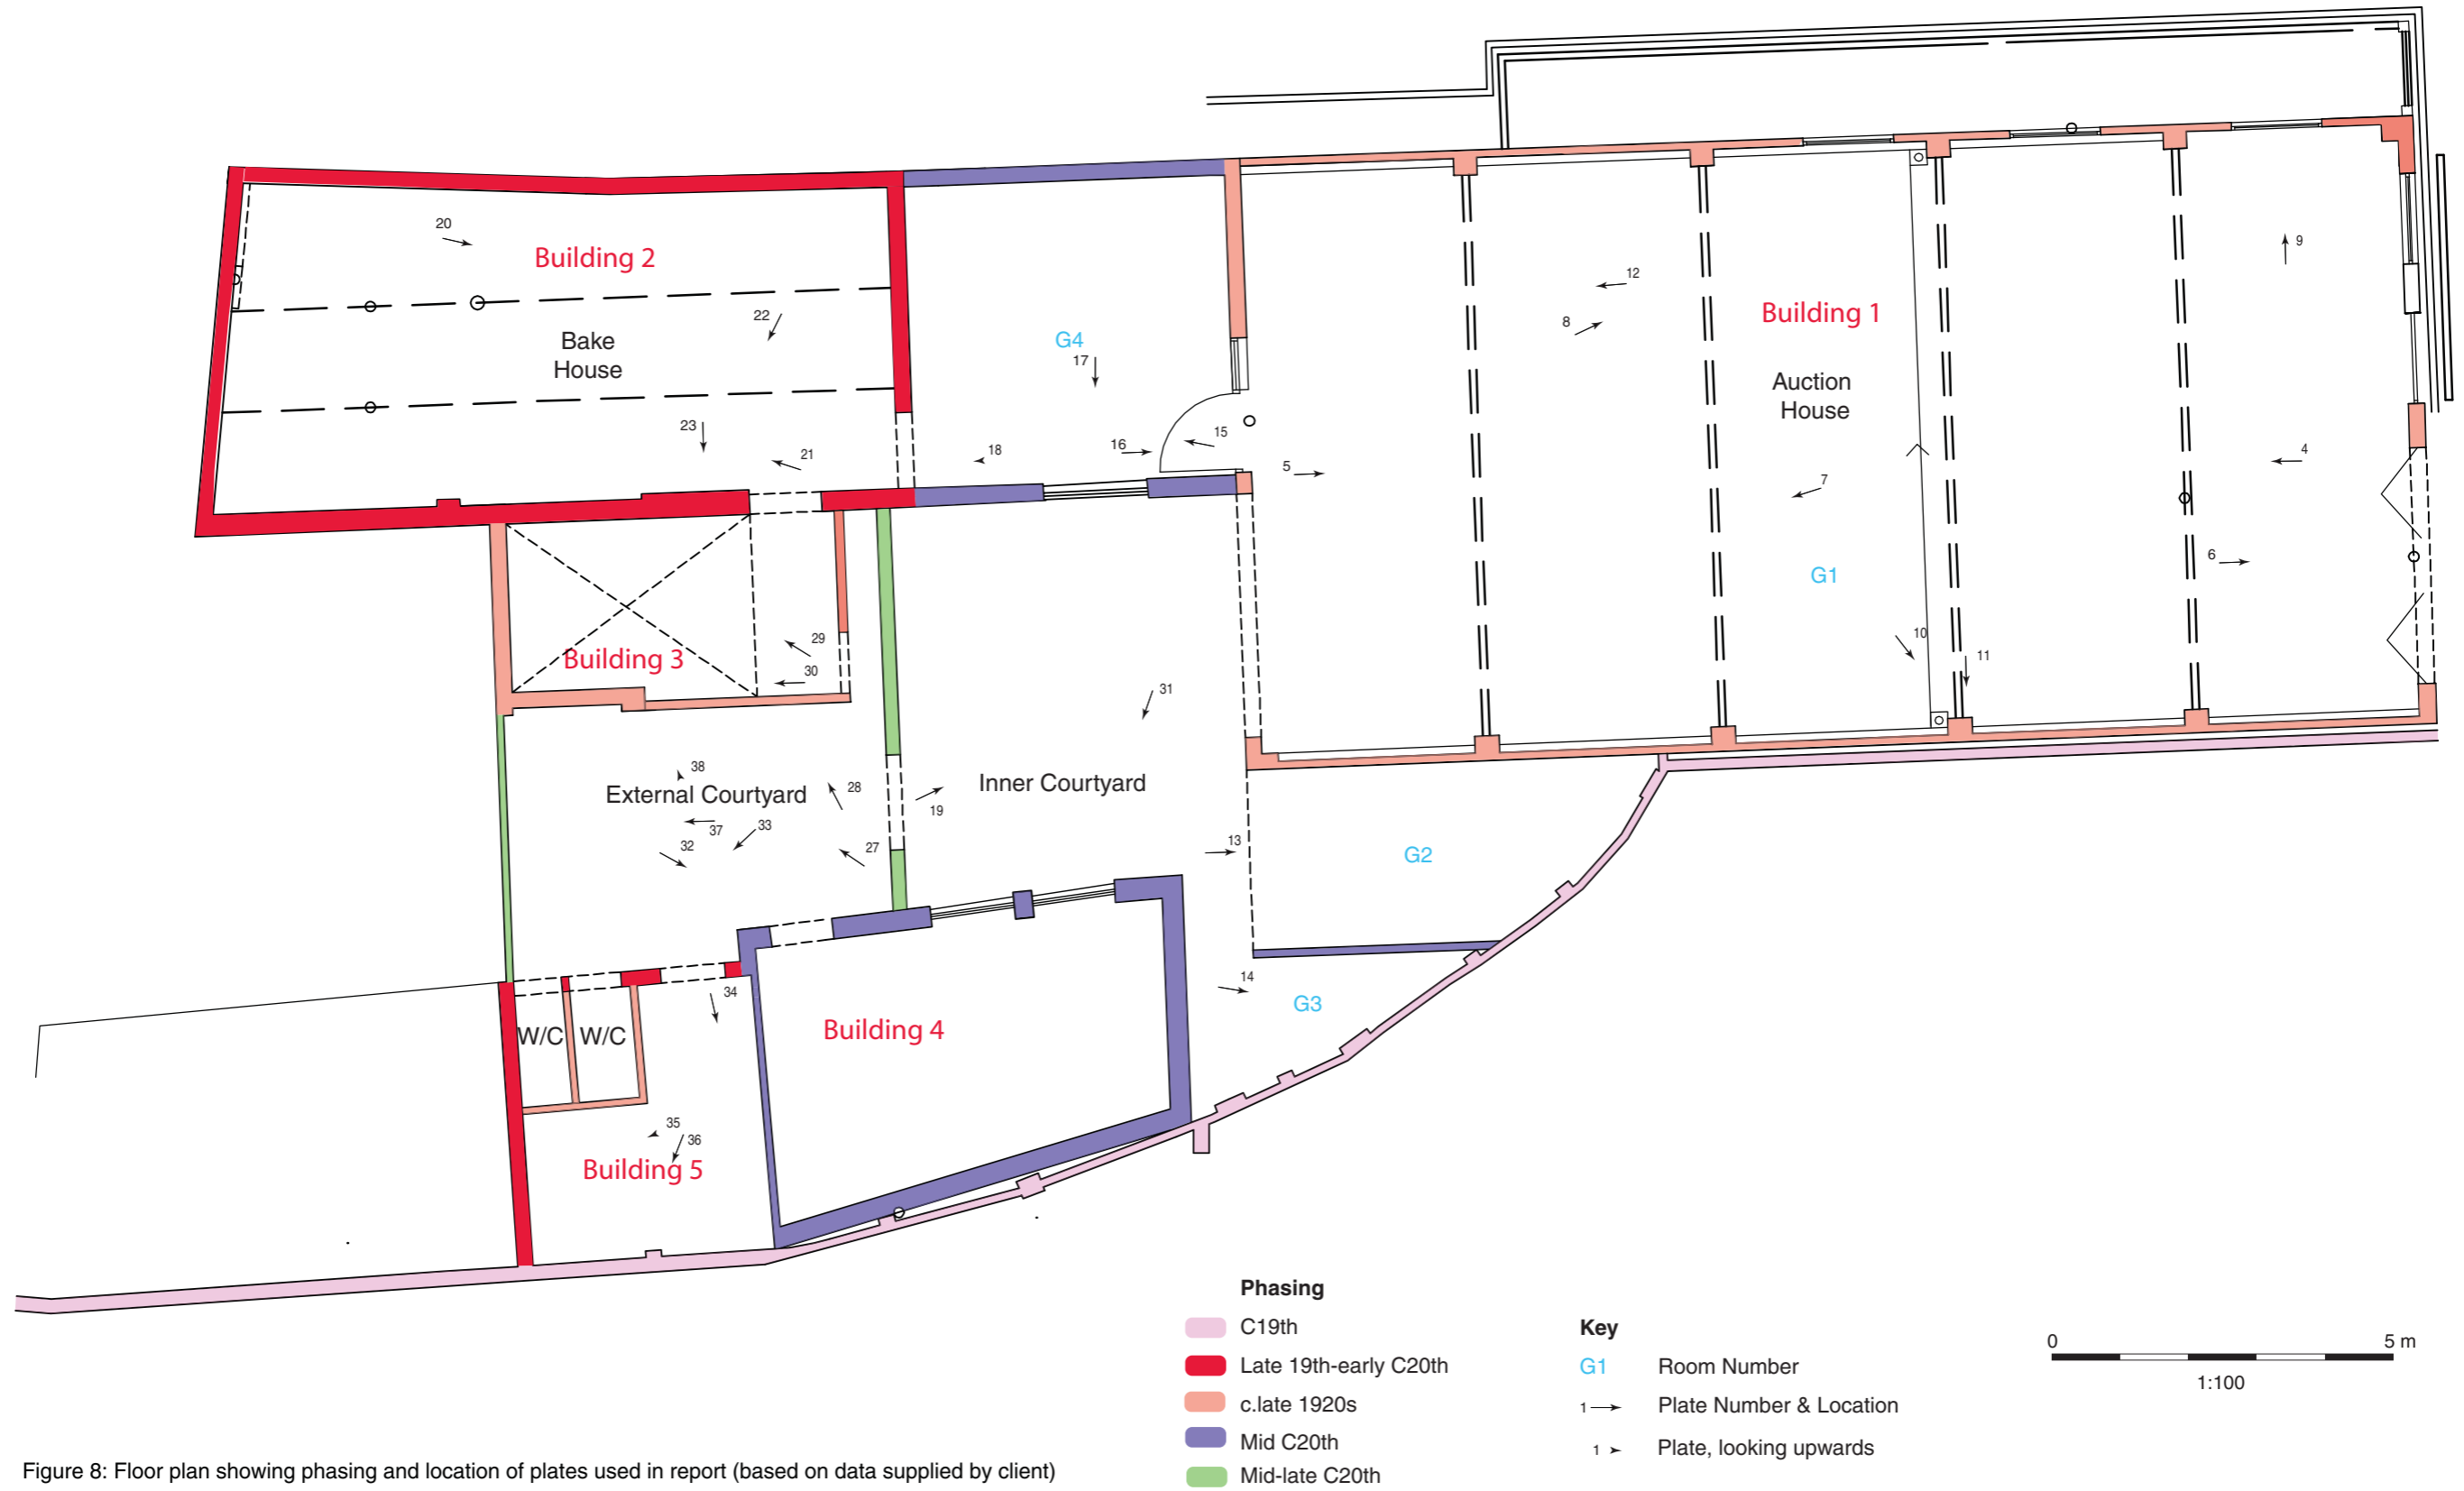 20
Building 2
22
Bake
House
23
21
G4
17
18
16
15
5
12
8
Building 1
Auction
House
7
G1
10
11
9
4
6
Building 3
29
30
31
38
External Courtyard
28
37
33
32
27
19
Inner Courtyard
13
G2
14
G3
34
W/C
W/C
Building 4
35
36
Building 5
Phasing
C19th
Late 19th-early C20th
c.late 1920s
Mid C20th
Mid-late C20th
Key
G1 Room Number
1 Plate Number & Location
1 Plate, looking upwards
0 5 m
1:100
Figure 8: Floor plan showing phasing and location of plates used in report (based on data supplied by client)